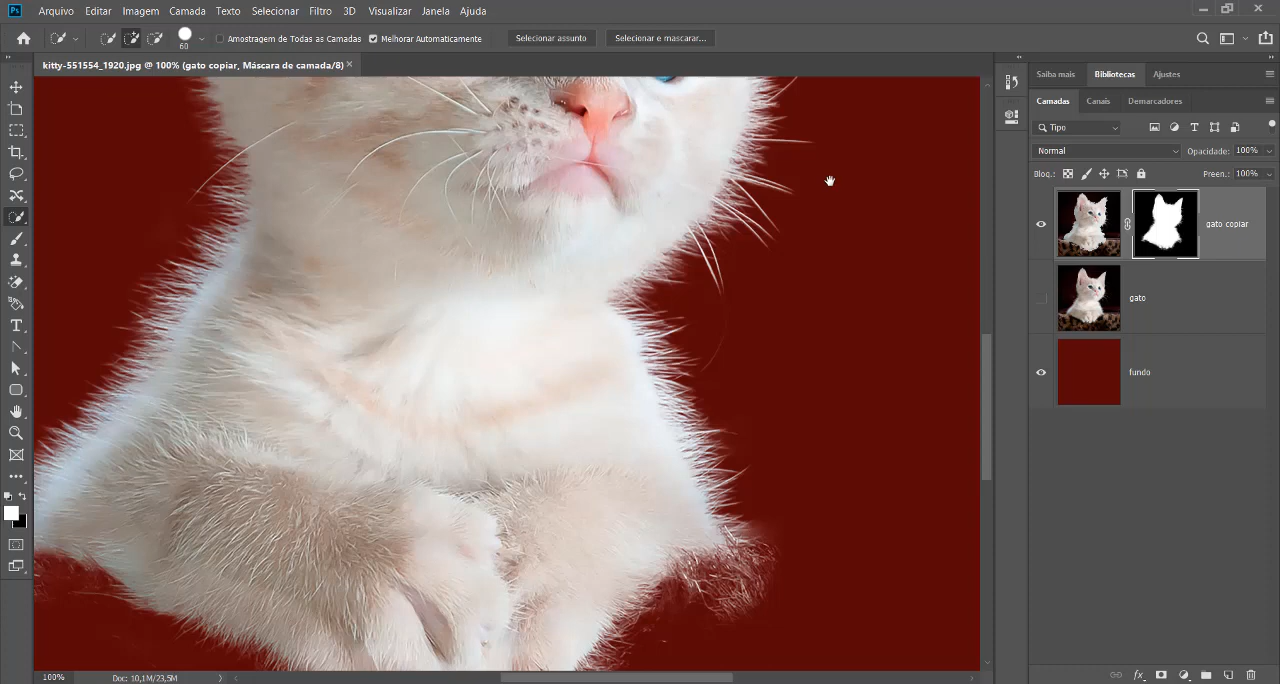 Ps Arquivo Editar Imagem Camada Texto Selecionar Filtro 3D Visualizar Janela Ajuda
60 Amostragem de Todas as Camadas Melhorar Automaticamente Selecionar assunto Selecionar e mascarar...
kitty-551554_1920.jpg @ 100% (gato copiar, Máscara de camada/8)
Saiba mais Bibliotecas Ajustes
Camadas Canais Demarcadores
Tipo
Normal Opacidade: 100%
Bloq.: Preen.: 100%
gato copiar
gato
fundo
100% Doc: 10,1M/23,5M